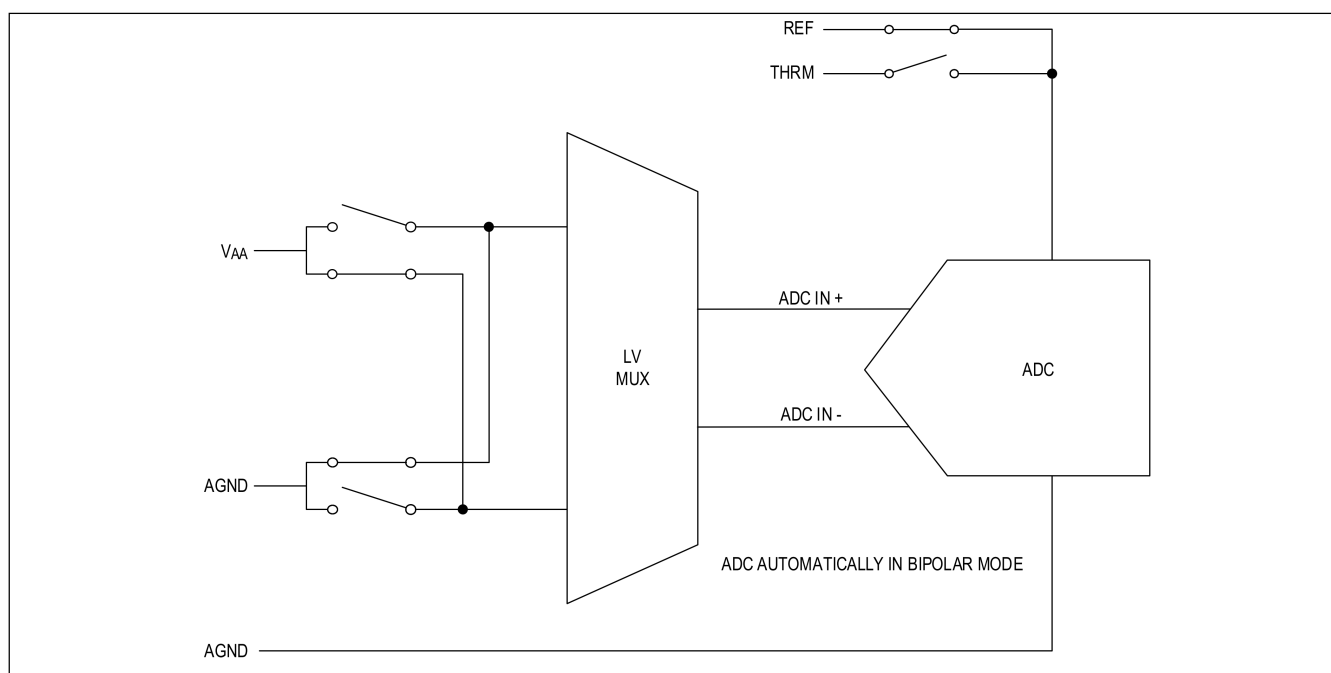 REF
THRM
VAA
ADC IN +
LV
MUX
ADC
ADC IN -
AGND
ADC AUTOMATICALLY IN BIPOLAR MODE
AGND